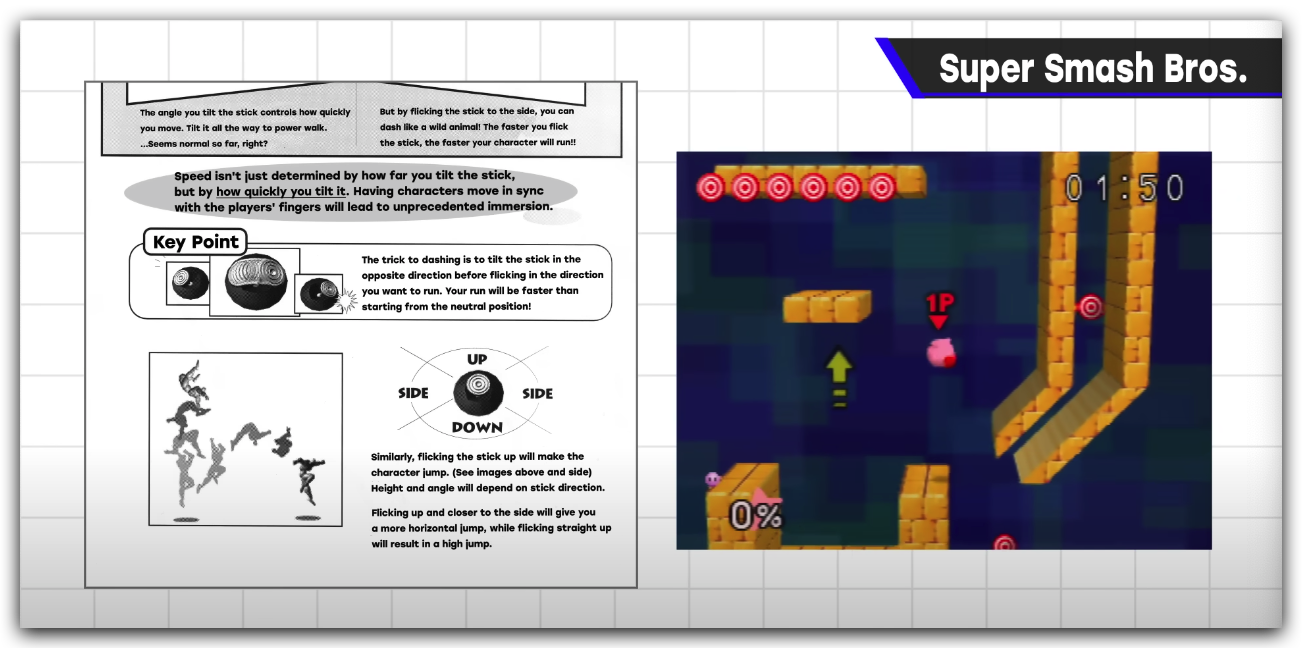 Super Smash Bros.
The angle you tilt the stick controls how quickly
you move. Tilt it all the way to power walk.
...Seems normal so far, right?
But by flicking the stick to the side, you can
dash like a wild animal! The faster you flick
the stick, the faster your character will run!!
Speed isn't just determined by how far you tilt the stick,
but by how quickly you tilt it. Having characters move in sync
with the players' fingers will lead to unprecedented immersion.
Key Point
The trick to dashing is to tilt the stick in the
opposite direction before flicking in the direction
you want to run. Your run will be faster than
starting from the neutral position!
UP
SIDE
SIDE
DOWN
Similarly, flicking the stick up will make the
character jump. (See images above and side)
Height and angle will depend on stick direction.
Flicking up and closer to the side will give you
a more horizontal jump, while flicking straight up
will result in a high jump.
01:50
1P
0%